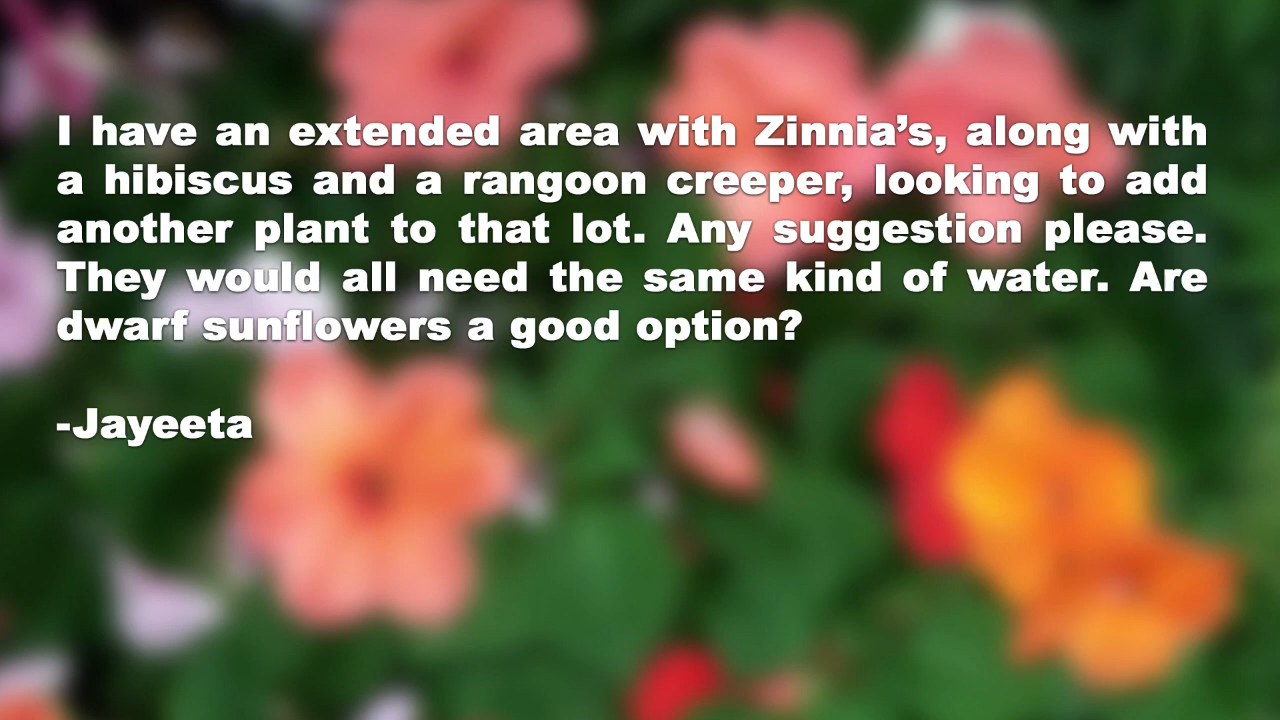 I have an extended area with Zinnia’s, along with
a hibiscus and a rangoon creeper, looking to add
another plant to that lot. Any suggestion please.
They would all need the same kind of water. Are
dwarf sunflowers a good option?
-Jayeeta